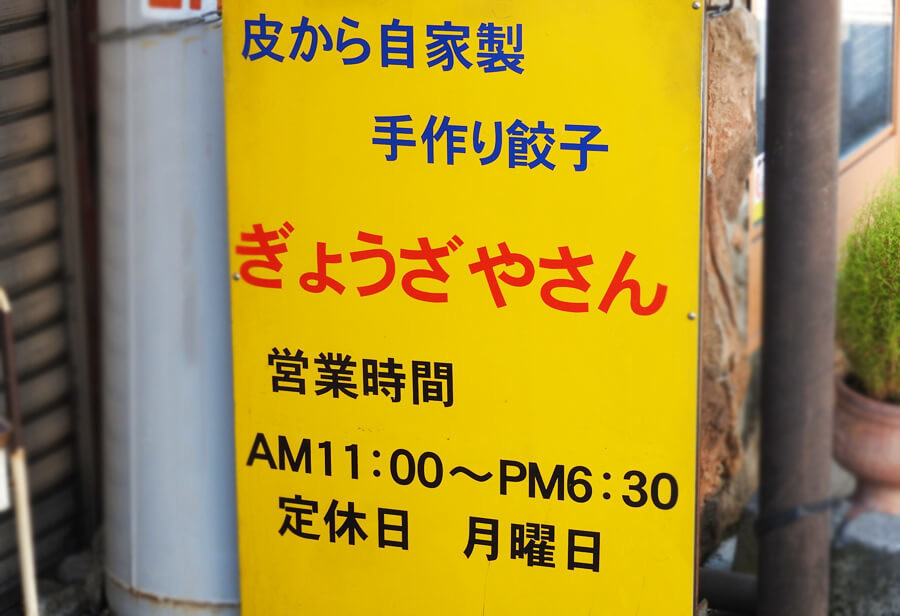 皮から自家製
手作り餃子
ぎょうざやさん
営業時間
AM11：00～PM6：30
定休日　月曜日